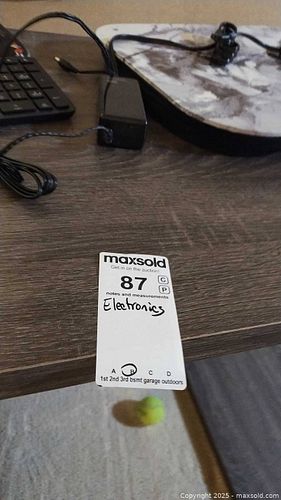 maxsold
Get in on the auction!
87
C
P
notes and measurements
Electronics
A B C D
1st 2nd 3rd bsmt garage outdoors
Copyright 2025 - maxsold.com